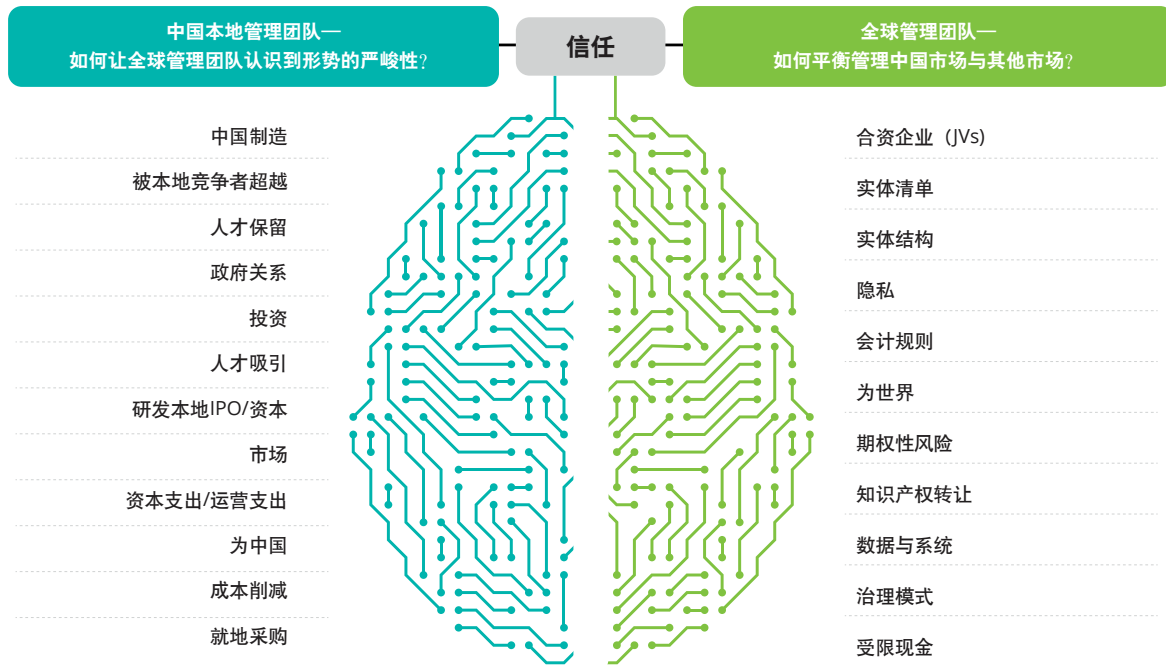 中国本地管理团队—
如何让全球管理团队认识到形势的严峻性?
信任
全球管理团队—
如何平衡管理中国市场与其他市场?
中国制造
被本地竞争者超越
人才保留
政府关系
投资
人才吸引
研发本地IPO/资本
市场
资本支出/运营支出
为中国
成本削减
就地采购
合资企业（JVs)
实体清单
实体结构
隐私
会计规则
为世界
期权性风险
知识产权转让
数据与系统
治理模式
受限现金